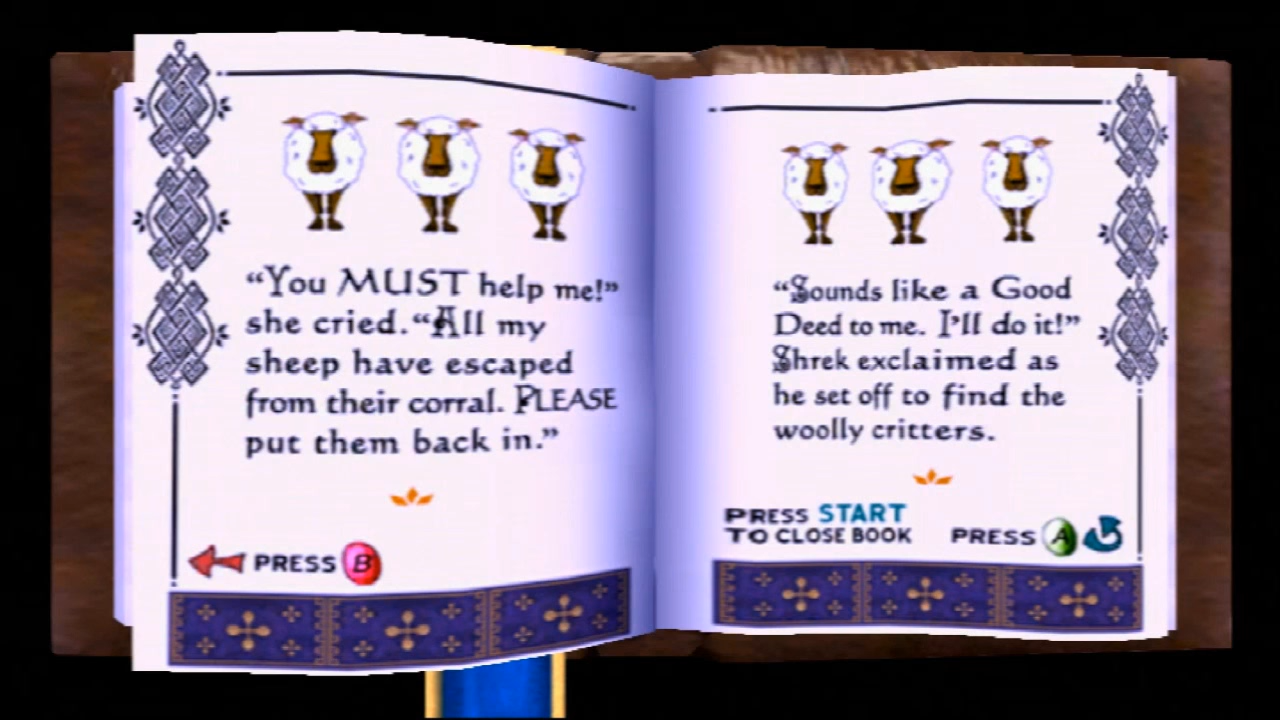 “You MUST help me!”
she cried.“All my
sheep have escaped
from their corral. PLEASE
put them back in.”
PRESS B
“Sounds like a Good
Deed to me. I’ll do it!”
Shrek exclaimed as
he set off to find the
woolly critters.
PRESS START
TO CLOSE BOOK
PRESS A